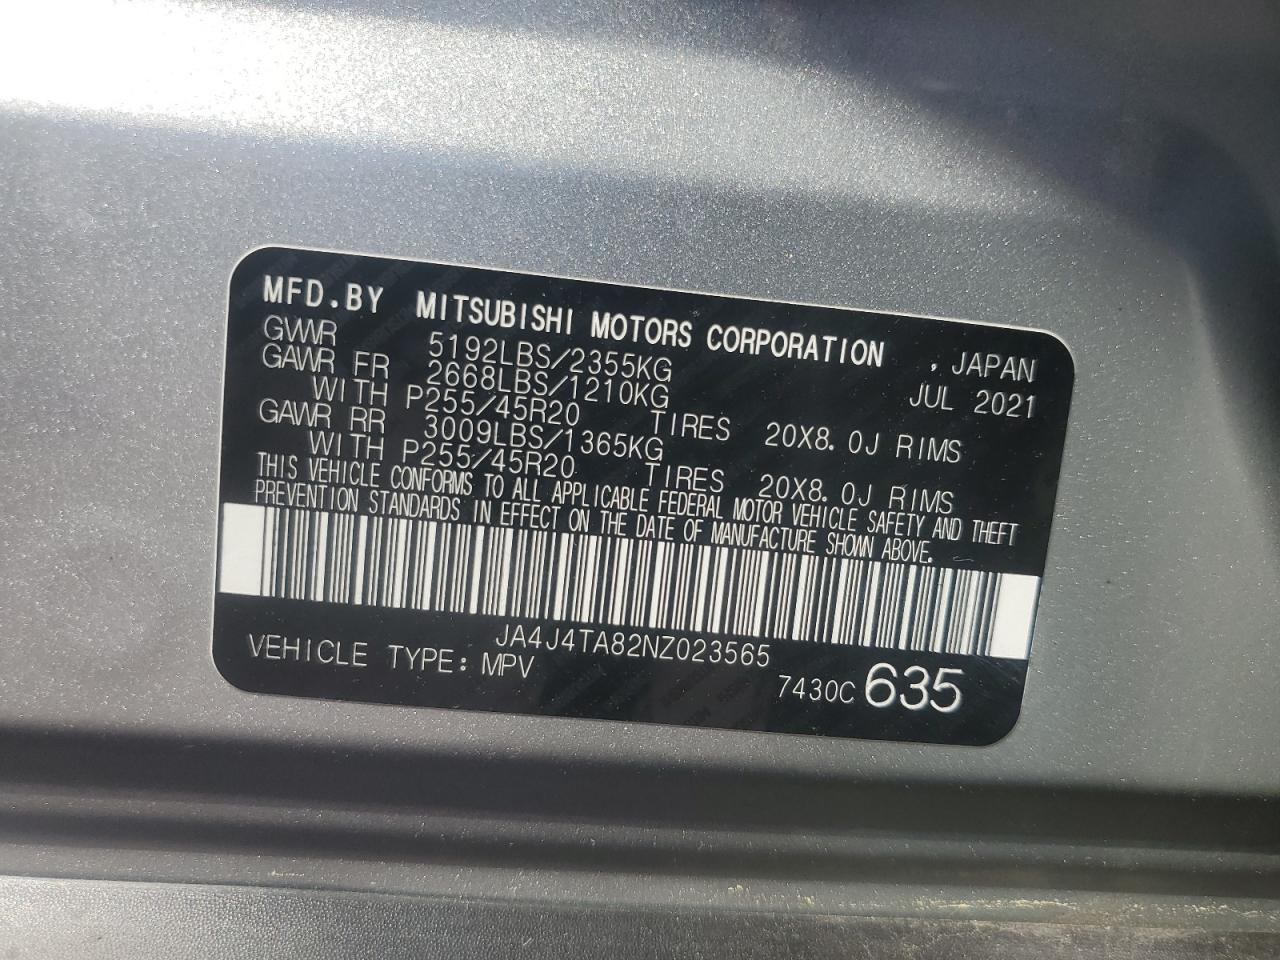 MFD.BY MITSUBISHI MOTORS CORPORATION , JAPAN
GVWR 5192LBS/2355KG JUL 2021
GAWR FR 2668LBS/1210KG
WITH P255/45R20 TIRES 20X8.0J RIMS
GAWR RR 3009LBS/1365KG
WITH P255/45R20 TIRES 20X8.0J RIMS
THIS VEHICLE CONFORMS TO ALL APPLICABLE FEDERAL MOTOR VEHICLE SAFETY AND THEFT
PREVENTION STANDARDS IN EFFECT ON THE DATE OF MANUFACTURE SHOWN ABOVE.
JA4J4TA82NZ023565
VEHICLE TYPE: MPV
7430C 635